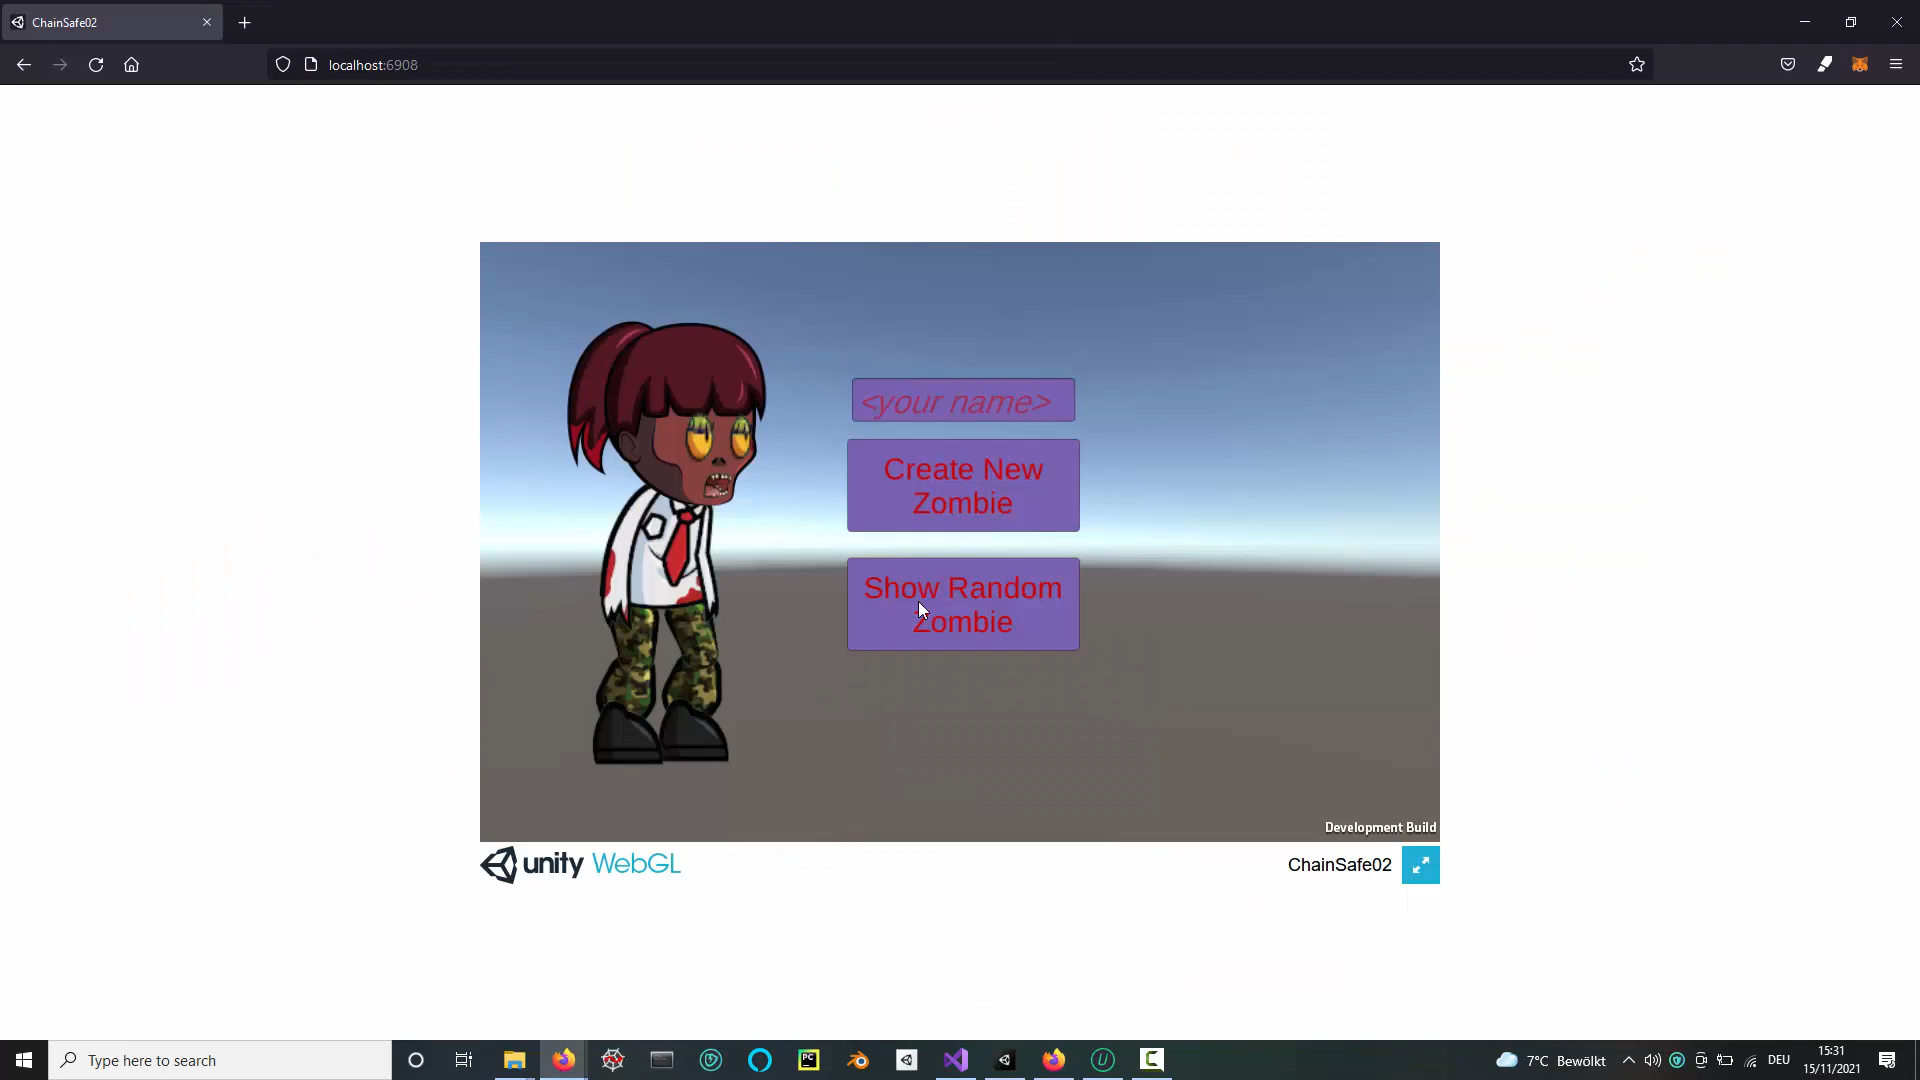 ChainSafe02
localhost:6908
<your name>
Create New
Zombie
Show Random
Zombie
Development Build
unity WebGL
ChainSafe02
Type here to search
PC
7°C Bewölkt
DEU
15:31
15/11/2021